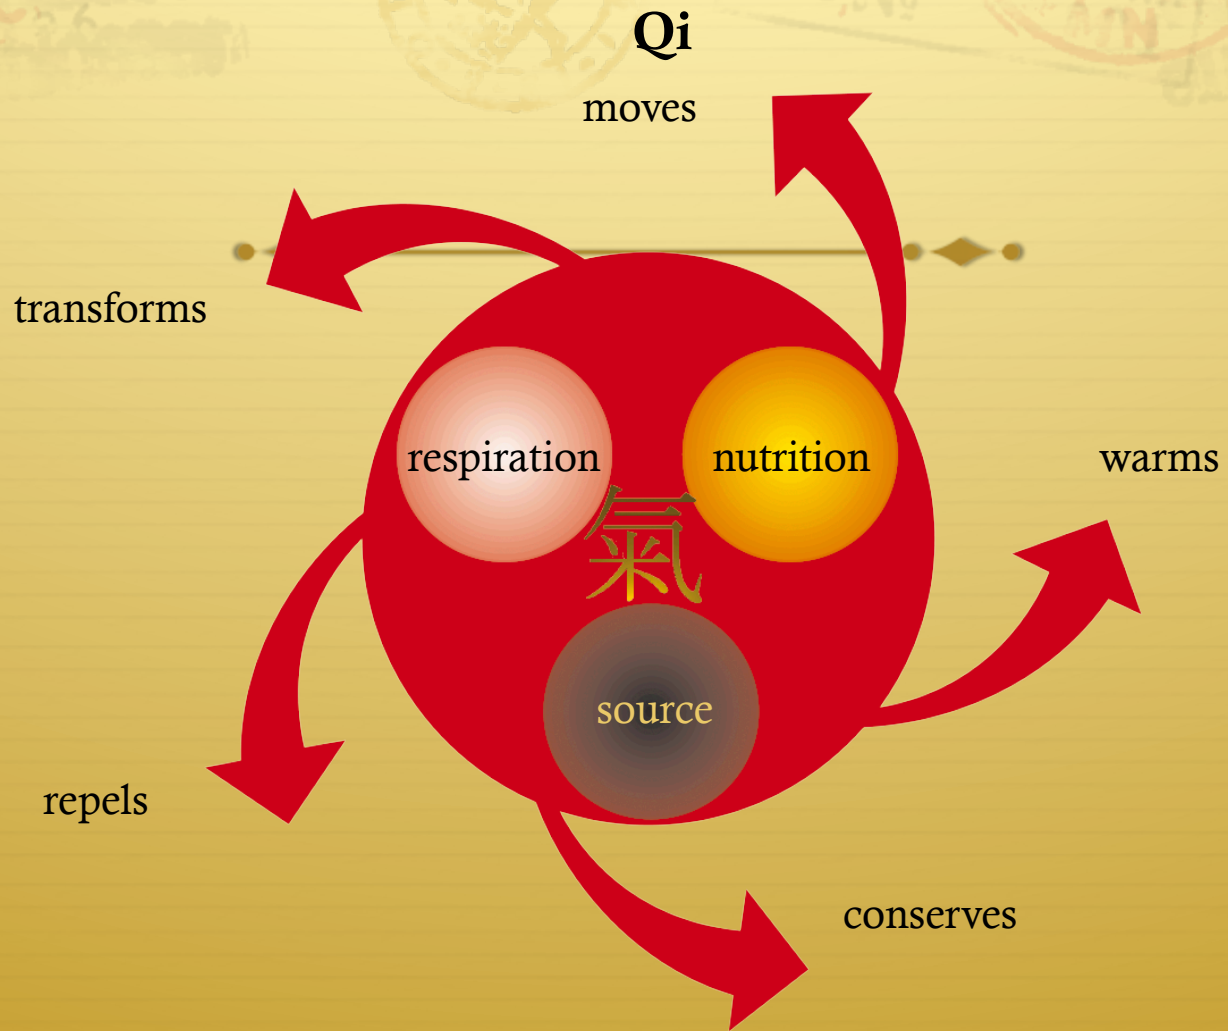 Qi
moves
transforms
respiration
nutrition
warms
氣
source
repels
conserves